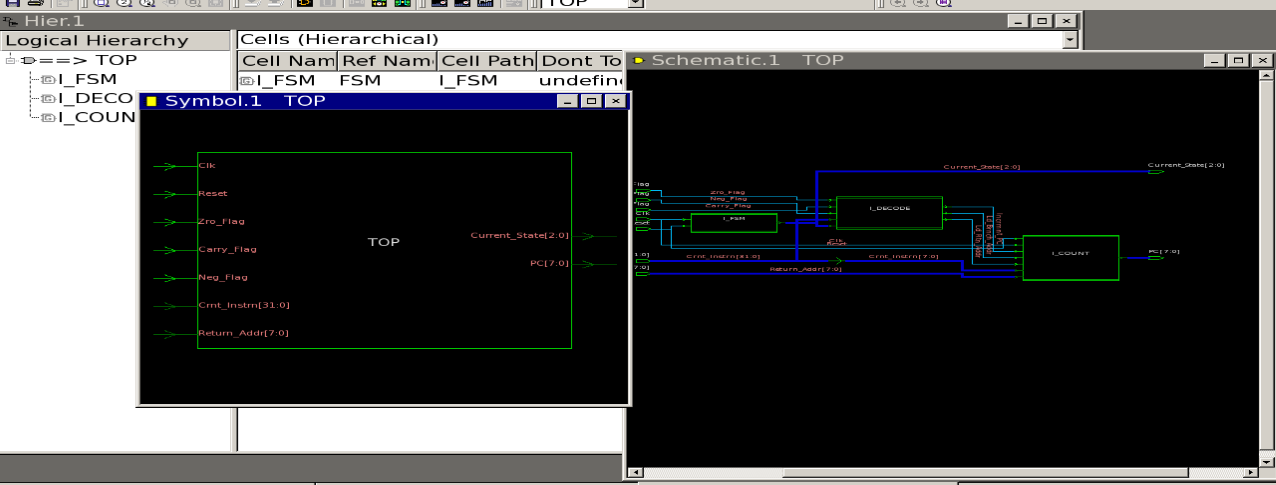 TOP
Hier.1
Logical Hierarchy
Cells (Hierarchical)
===> TOP
Cell Nam Ref Nam Cell Path Dont To
I_FSM
I_FSM FSM I_FSM undefin
I_DECO
I_COUN
Symbol.1 TOP
Clk
Reset
Zro_Flag
Carry_Flag
Neg_Flag
Crnt_Instrn[31:0]
Return_Addr[7:0]
TOP
Current_State[2:0]
PC[7:0]
Schematic.1 TOP
Current_State[2:0]
Current_State[2:0]
Zro_Flag
Neg_Flag
Carry_Flag
I_FSM
I_DECODE
Clk
Reset
I_COUNT
PC[7:0]
Crnt_Instrn[31:0]
Crnt_Instrn[7:0]
Return_Addr[7:0]